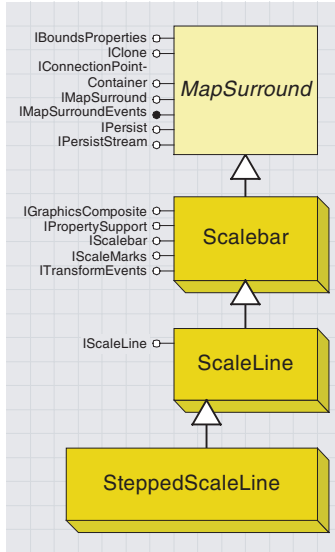 IBoundsProperties
IClone
IConnectionPoint-
Container
IMapSurround
IMapSurroundEvents
IPersist
IPersistStream
MapSurround
IGraphicsComposite
IPropertySupport
IScalebar
IScaleMarks
ITransformEvents
Scalebar
IScaleLine
ScaleLine
SteppedScaleLine